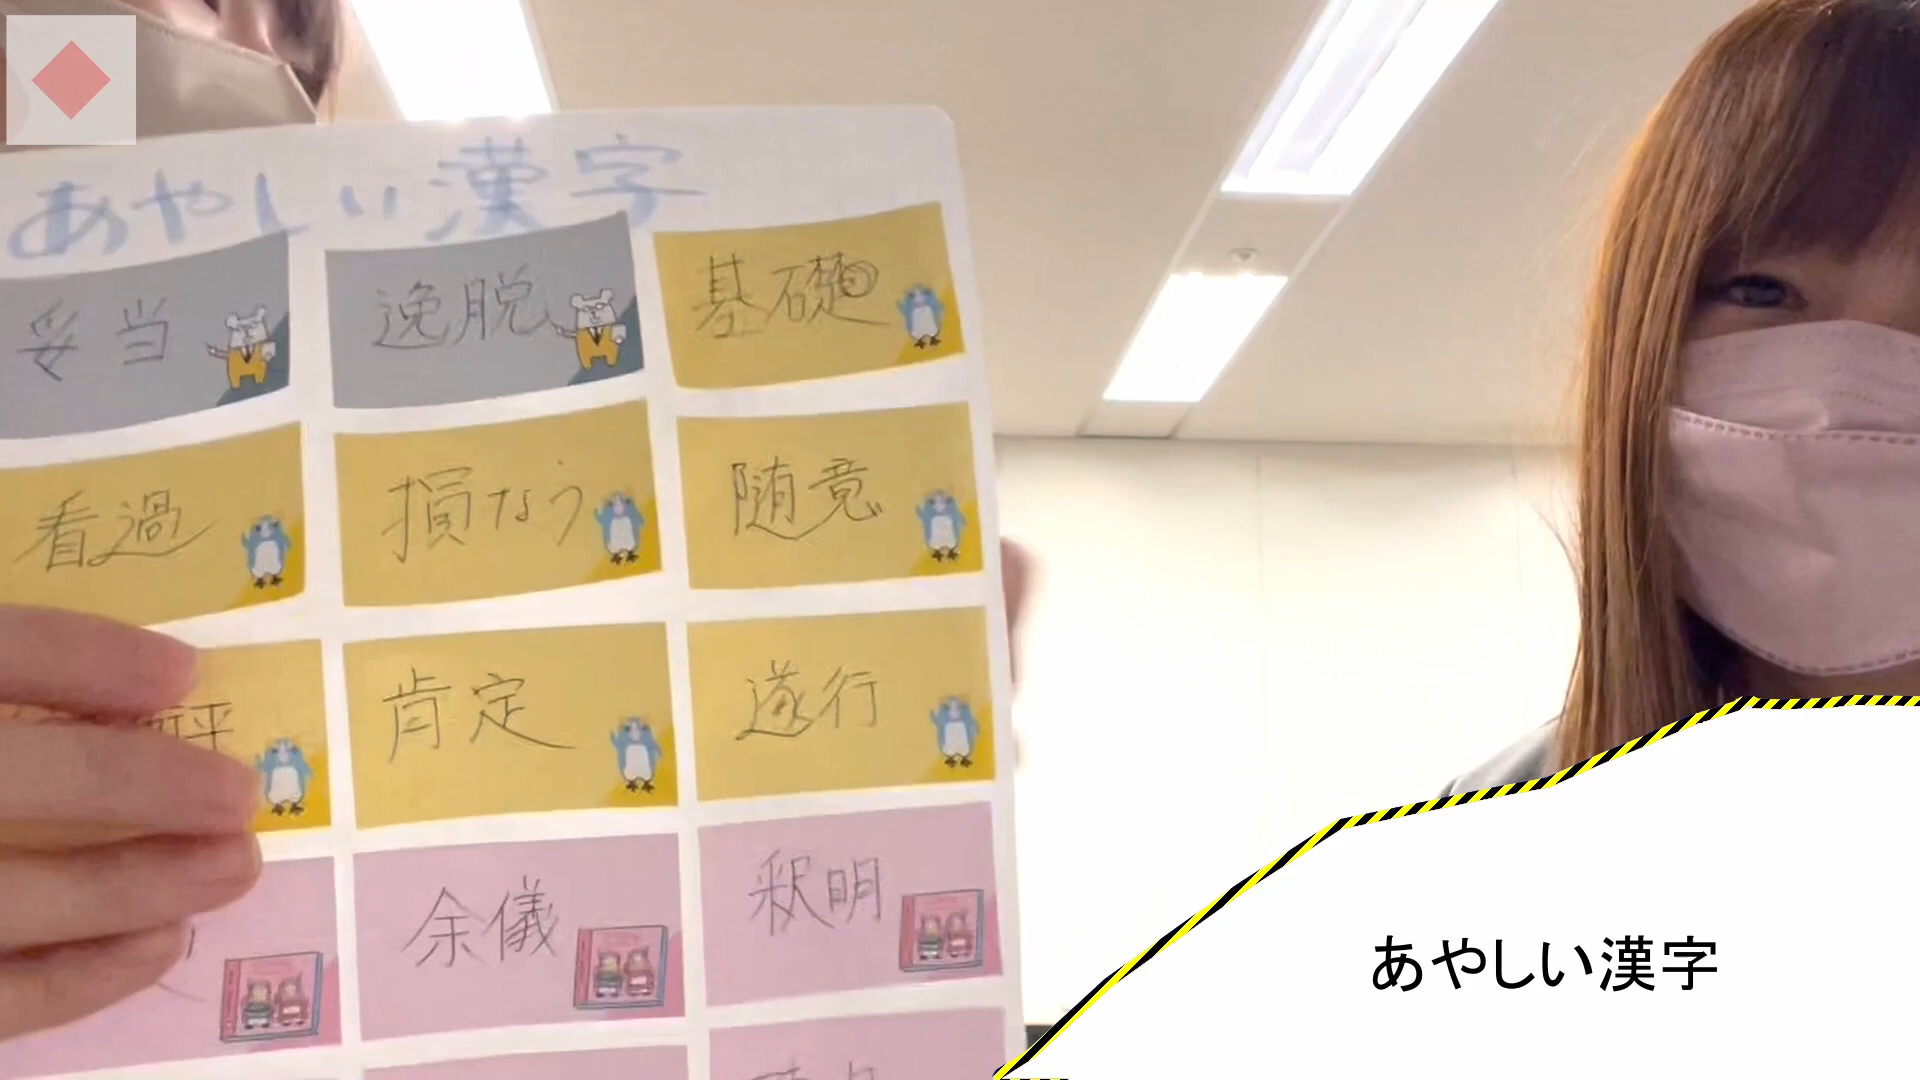 あやしい漢字
妥当 逸脱 基礎
看過 損なう 随意
肯定 遂行
余儀 釈明
あやしい漢字